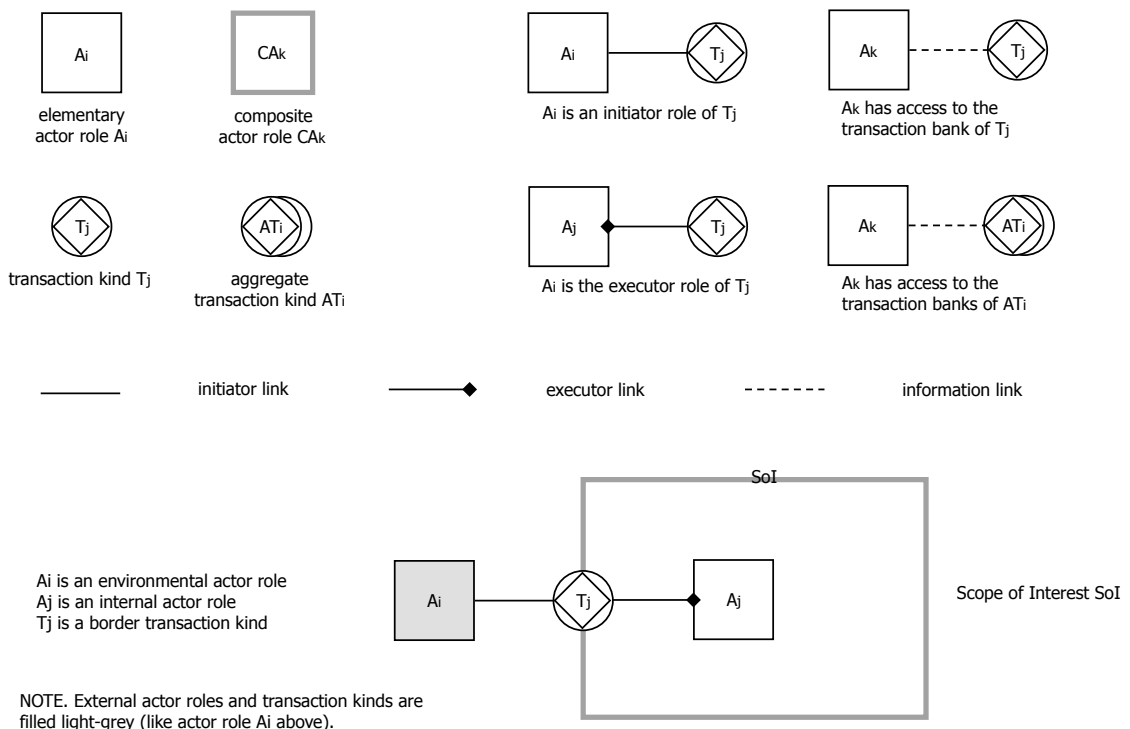 Ai
CAk
Ai
Tj
Ak
Tj
elementary
actor role Ai
composite
actor role CAk
Ai is an initiator role of Tj
Ak has access to the
transaction bank of Tj
Tj
ATi
Aj
Tj
Ak
ATi
transaction kind Tj
aggregate
transaction kind ATi
Ai is the executor role of Tj
Ak has access to the
transaction banks of ATi
initiator link
executor link
information link
SoI
Ai is an environmental actor role
Aj is an internal actor role
Tj is a border transaction kind
Ai
Tj
Aj
Scope of Interest SoI
NOTE. External actor roles and transaction kinds are
filled light-grey (like actor role Ai above).